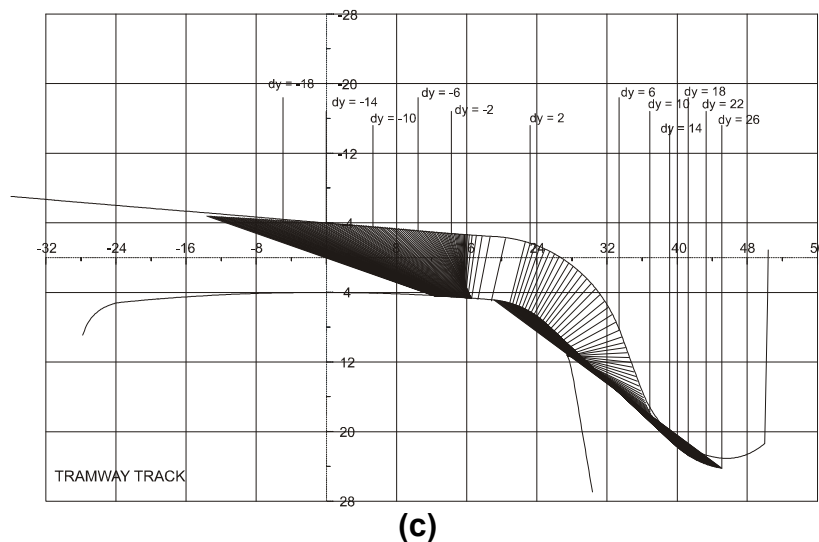 -28
-20
dy = -18
dy = -6
dy = 6
dy = 18
dy = -14
dy = 10
dy = 22
dy = -10
dy = -2
dy = 2
dy = 14
dy = 26
-12
-4
-32
-24
-16
-8
8
16
24
32
40
48
56
4
12
20
28
TRAMWAY TRACK
(c)